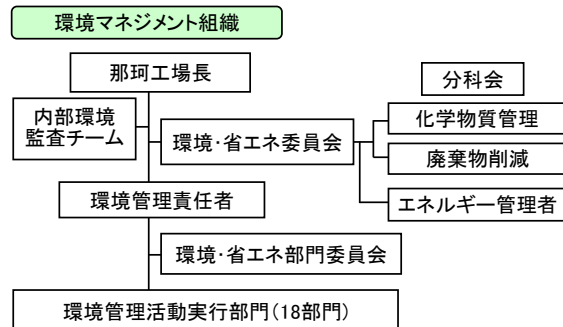 環境マネジメント組織
那珂工場長
分科会
内部環境
監査チーム
化学物質管理
環境・省エネ委員会
廃棄物削減
環境管理責任者
エネルギー管理者
環境・省エネ部門委員会
環境管理活動実行部門(18部門)